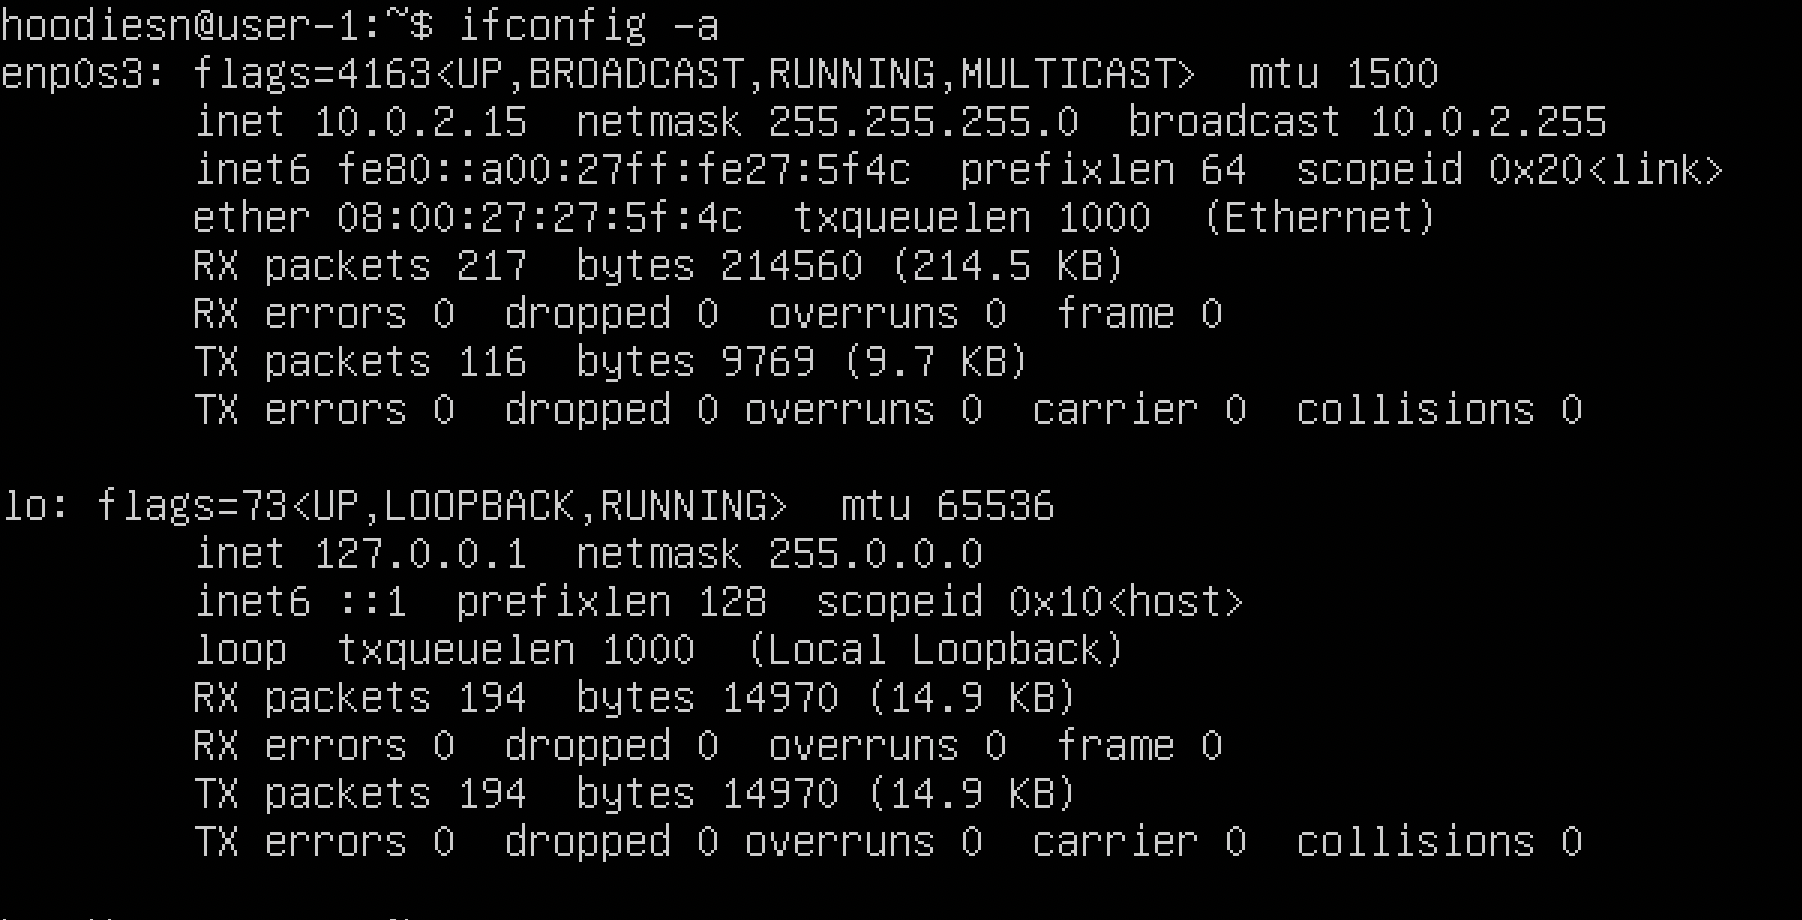 hoodiesn@user-1:~$ ifconfig -a
enp0s3: flags=4163<UP,BROADCAST,RUNNING,MULTICAST>  mtu 1500
        inet 10.0.2.15  netmask 255.255.255.0  broadcast 10.0.2.255
        inet6 fe80::a00:27ff:fe27:5f4c  prefixlen 64  scopeid 0x20<link>
        ether 08:00:27:27:5f:4c  txqueuelen 1000  (Ethernet)
        RX packets 217  bytes 214560 (214.5 KB)
        RX errors 0  dropped 0  overruns 0  frame 0
        TX packets 116  bytes 9769 (9.7 KB)
        TX errors 0  dropped 0 overruns 0  carrier 0  collisions 0

lo: flags=73<UP,LOOPBACK,RUNNING>  mtu 65536
        inet 127.0.0.1  netmask 255.0.0.0
        inet6 ::1  prefixlen 128  scopeid 0x10<host>
        loop  txqueuelen 1000  (Local Loopback)
        RX packets 194  bytes 14970 (14.9 KB)
        RX errors 0  dropped 0  overruns 0  frame 0
        TX packets 194  bytes 14970 (14.9 KB)
        TX errors 0  dropped 0 overruns 0  carrier 0  collisions 0